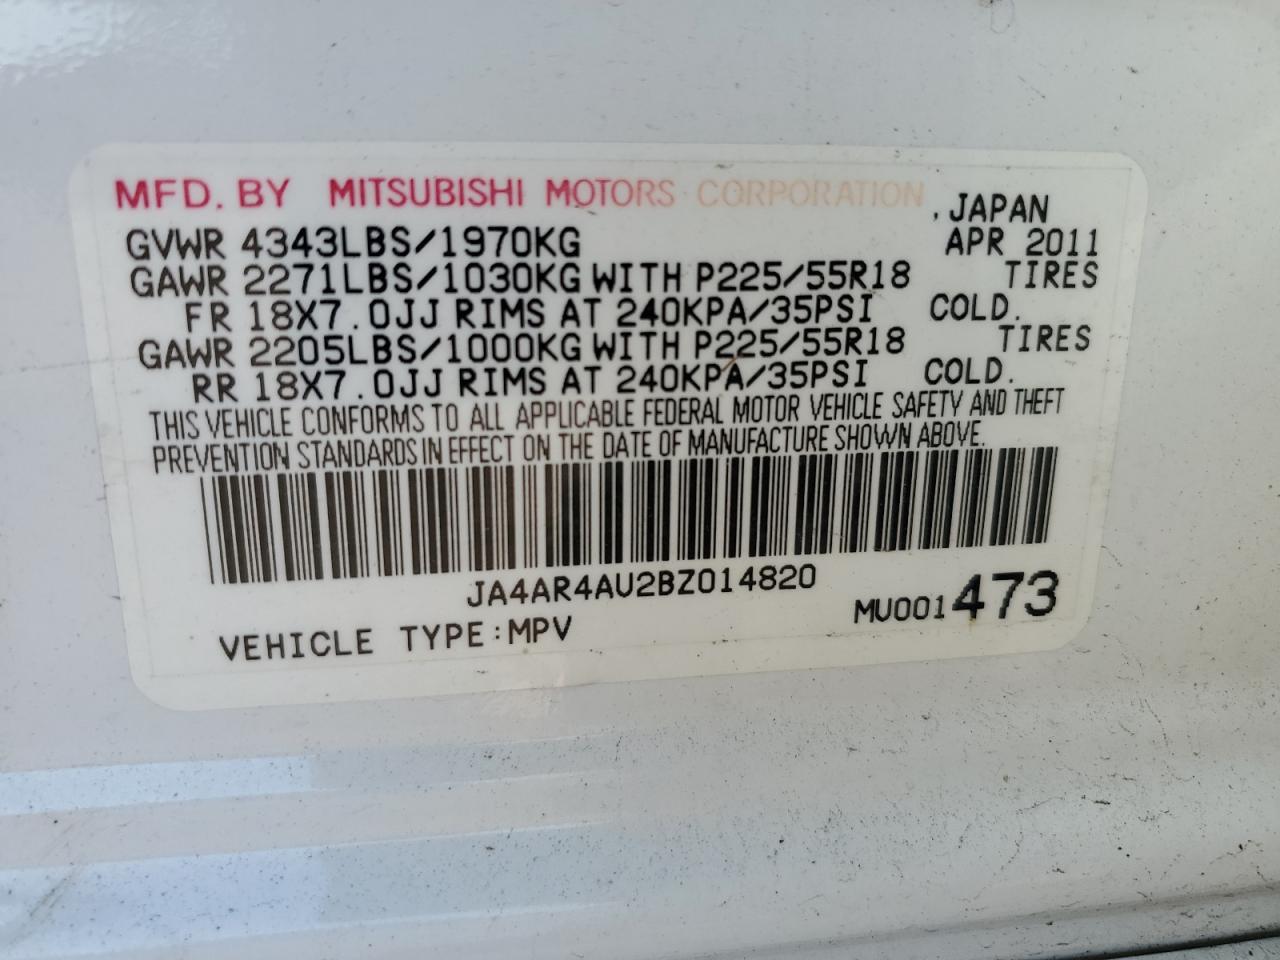 MFD. BY MITSUBISHI MOTORS CORPORATION , JAPAN
GVWR 4343LBS/1970KG APR 2011
GAWR 2271LBS/1030KG WITH P225/55R18 TIRES
FR 18X7.0JJ RIMS AT 240KPA/35PSI COLD.
GAWR 2205LBS/1000KG WITH P225/55R18 TIRES
RR 18X7.0JJ RIMS AT 240KPA/35PSI COLD.
THIS VEHICLE CONFORMS TO ALL APPLICABLE FEDERAL MOTOR VEHICLE SAFETY AND THEFT
PREVENTION STANDARDS IN EFFECT ON THE DATE OF MANUFACTURE SHOWN ABOVE.
JA4AR4AU2BZ014820
VEHICLE TYPE:MPV MU001473